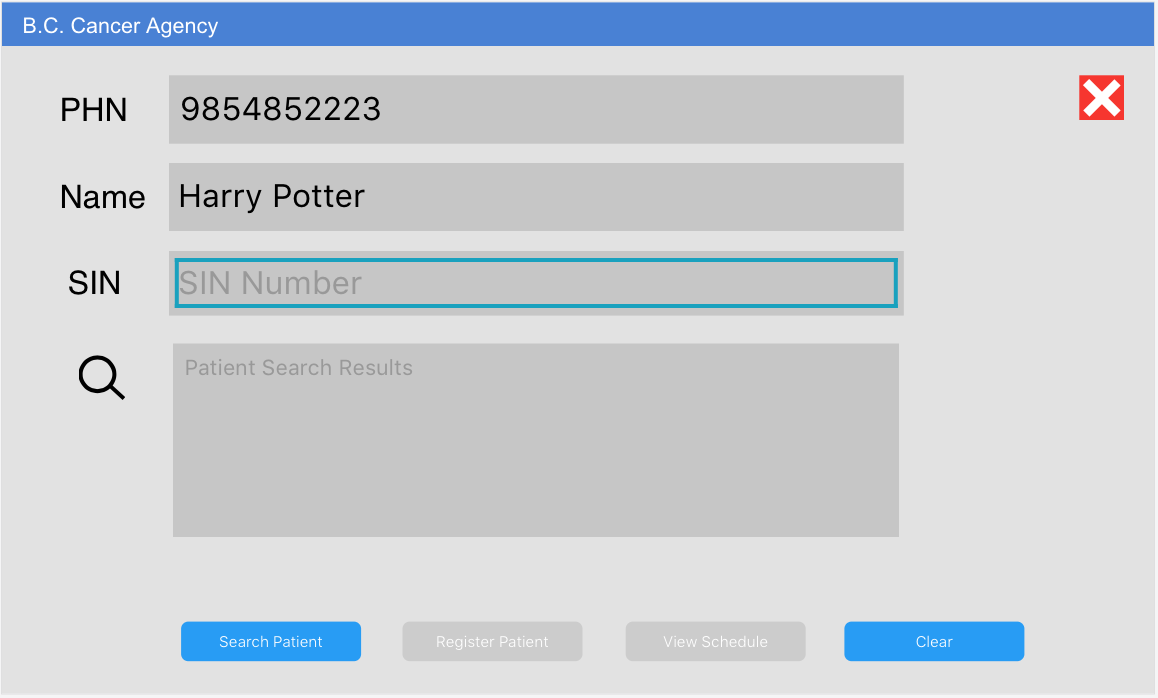 B.C. Cancer Agency
PHN 9854852223
Name Harry Potter
SIN SIN Number
Patient Search Results
Search Patient Register Patient View Schedule Clear